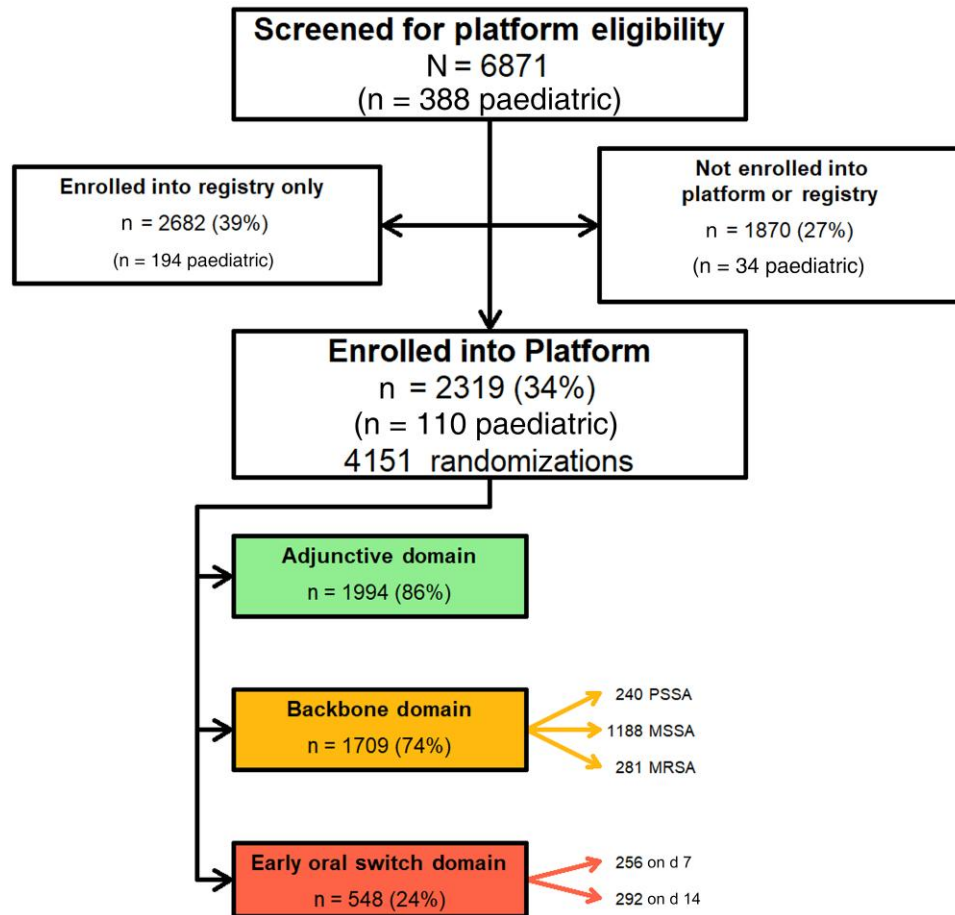 Screened for platform eligibility
N = 6871
(n = 388 paediatric)
Enrolled into registry only
n = 2682 (39%)
(n = 194 paediatric)
Not enrolled into
platform or registry
n = 1870 (27%)
(n = 34 paediatric)
Enrolled into Platform
n = 2319 (34%)
(n = 110 paediatric)
4151 randomizations
Adjunctive domain
n = 1994 (86%)
Backbone domain
n = 1709 (74%)
240 PSSA
1188 MSSA
281 MRSA
Early oral switch domain
n = 548 (24%)
256 on d 7
292 on d 14